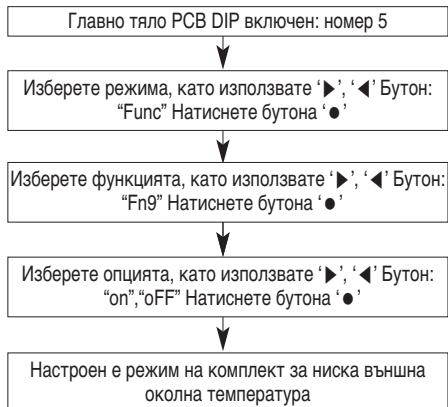 Главно тяло PCB DIP включен: номер 5
Изберете режима, като използвате ‘▶’, ‘◀’ Бутон:
“Func” Натиснете бутона ‘●’
Изберете функцията, като използвате ‘▶’, ‘◀’ Бутон:
“Fn9” Натиснете бутона ‘●’
Изберете опцията, като използвате ‘▶’, ‘◀’ Бутон:
“on”,“oFF” Натиснете бутона ‘●’
Настроен е режим на комплект за ниска външна
околна температура